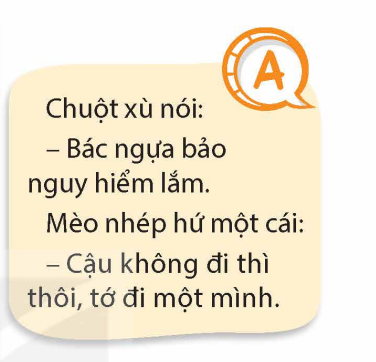 A
Chuột xù nói:
– Bác ngựa bảo
nguy hiểm lắm.
Mèo nhép hứ một cái:
– Cậu không đi thì
thôi, tớ đi một mình.